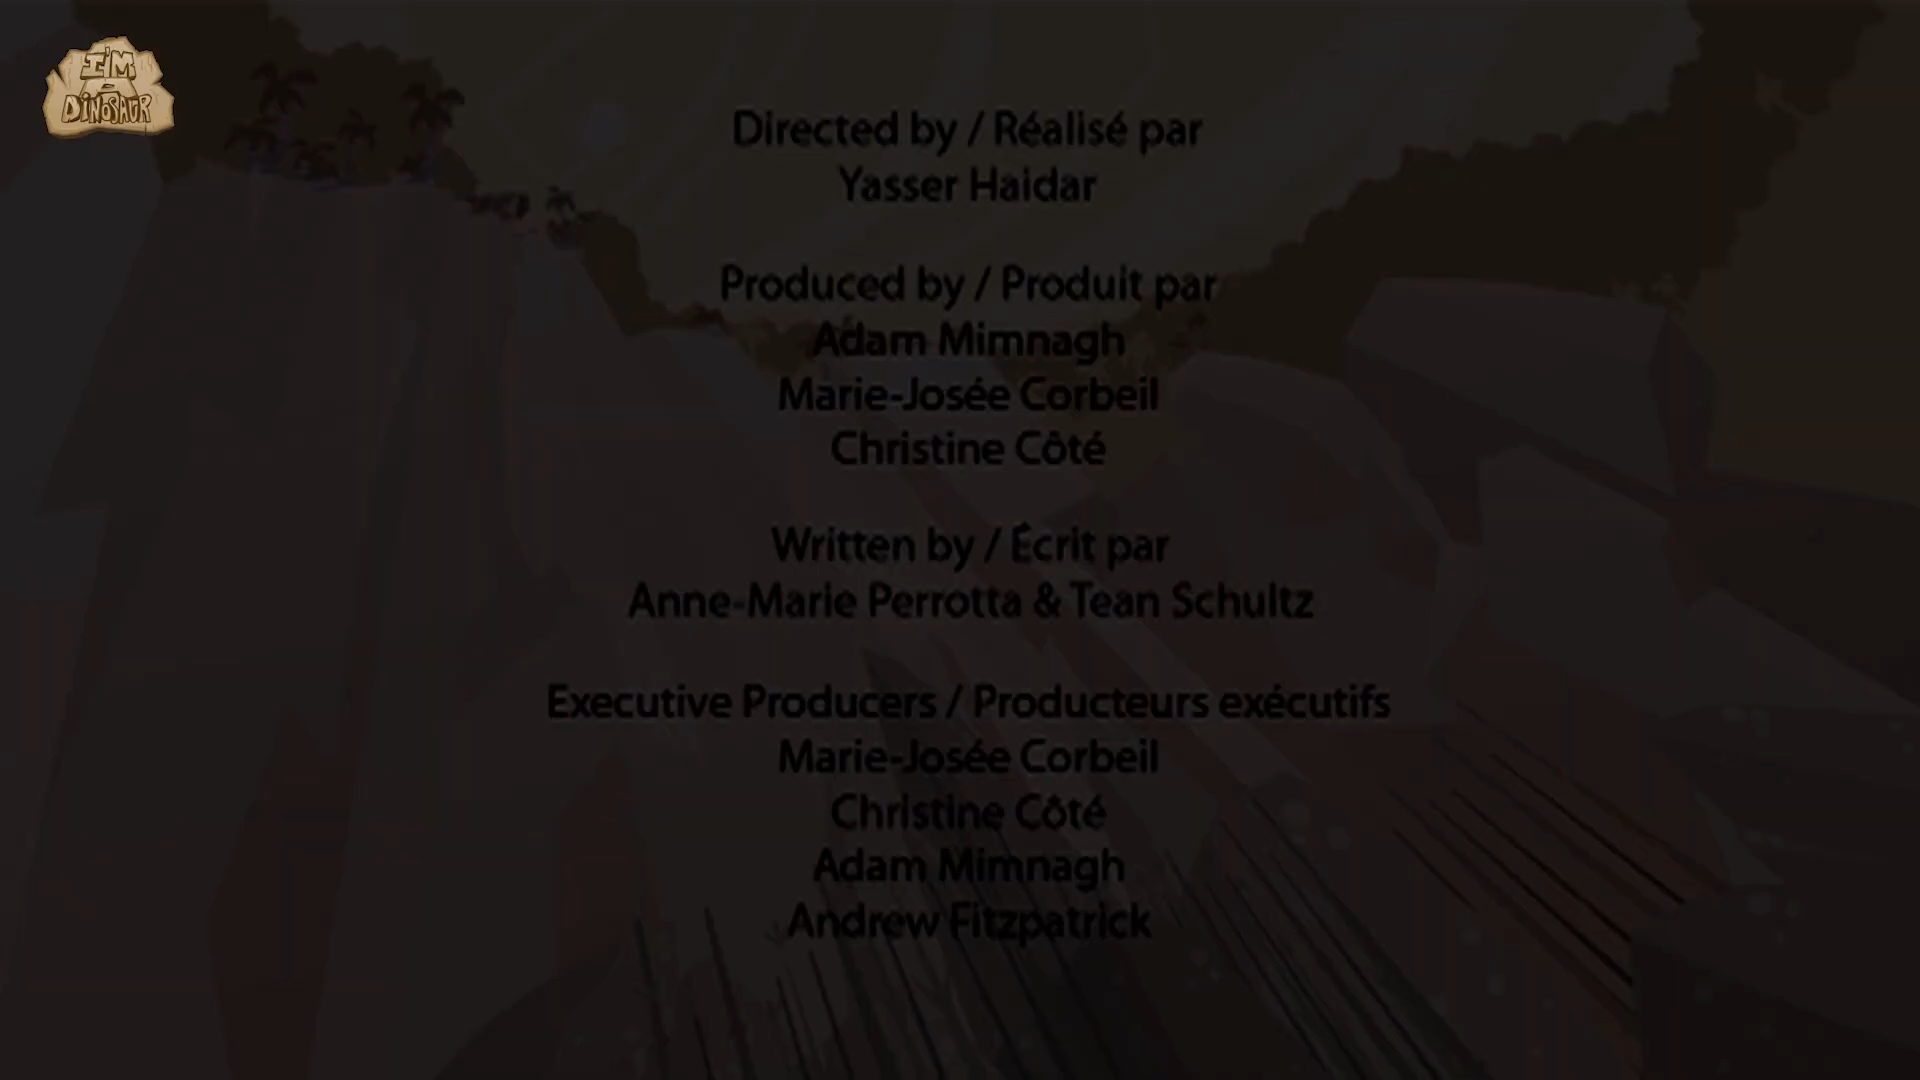 I'M
A
DINOSAUR
Directed by / Réalisé par
Yasser Haidar
Produced by / Produit par
Adam Mimnagh
Marie-Josée Corbeil
Christine Côté
Written by / Écrit par
Anne-Marie Perrotta & Tean Schultz
Executive Producers / Producteurs exécutifs
Marie-Josée Corbeil
Christine Côté
Adam Mimnagh
Andrew Fitzpatrick